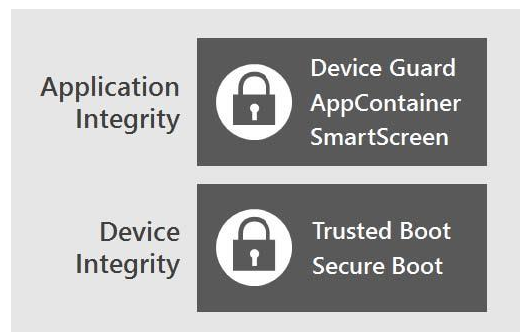 Application
Integrity
Device Guard
AppContainer
SmartScreen
Device
Integrity
Trusted Boot
Secure Boot